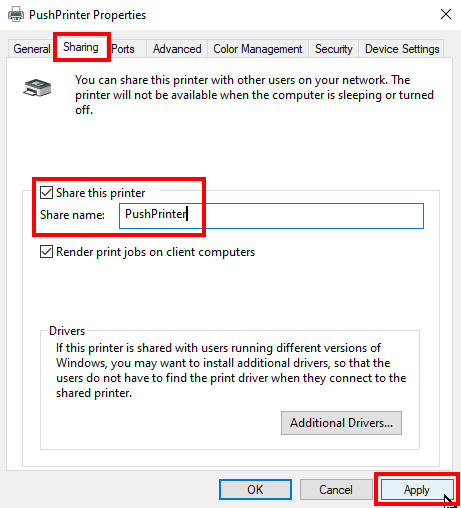 PushPrinter Properties
General Sharing Ports Advanced Color Management Security Device Settings
You can share this printer with other users on your network. The
printer will not be available when the computer is sleeping or turned
off.
Share this printer
Share name: PushPrinter
Render print jobs on client computers
Drivers
If this printer is shared with users running different versions of
Windows, you may want to install additional drivers, so that the
users do not have to find the print driver when they connect to the
shared printer.
Additional Drivers...
OK Cancel Apply